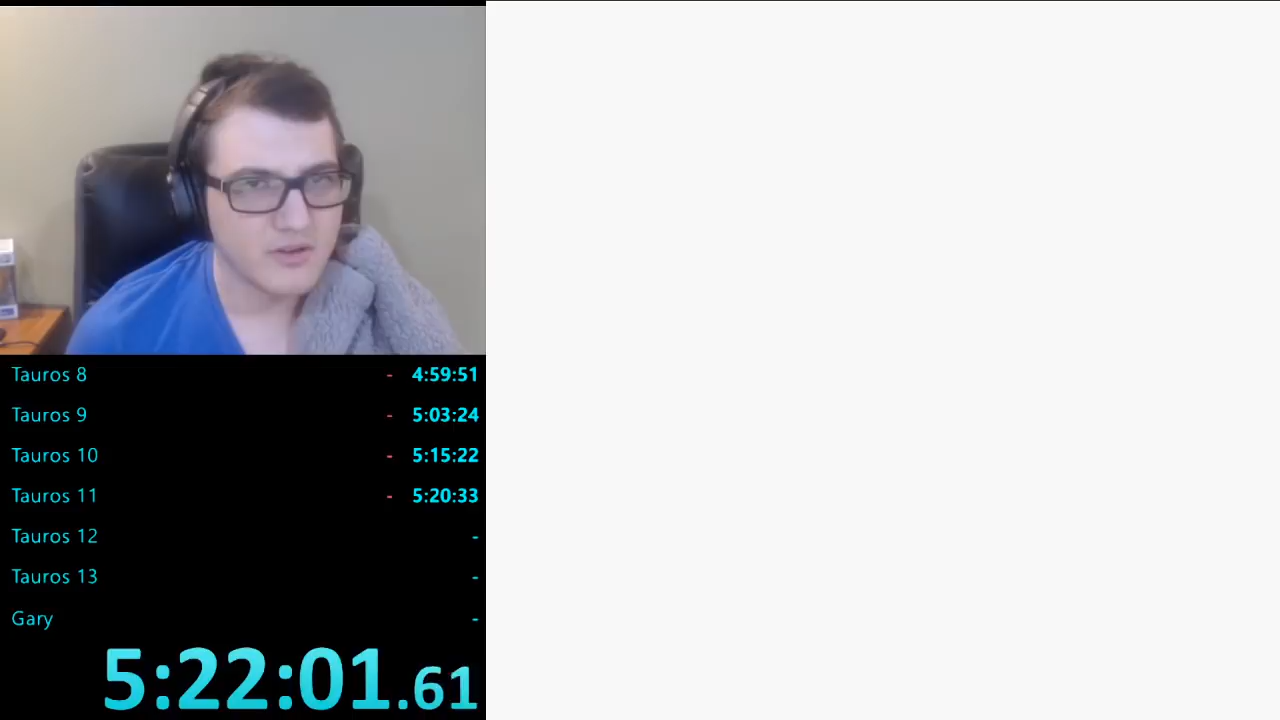 Tauros 8 - 4:59:51
Tauros 9 - 5:03:24
Tauros 10 - 5:15:22
Tauros 11 - 5:20:33
Tauros 12 -
Tauros 13 -
Gary -
5:22:01.61